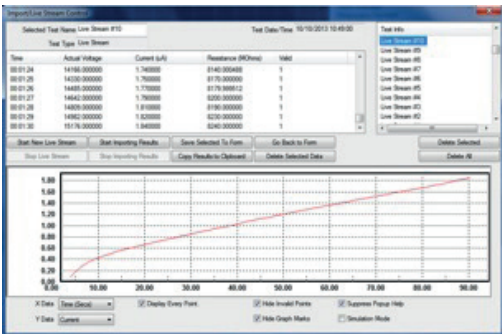 Import/Live Stream Control
Selected Test Name Live Stream #10 Test Date/Time 10/10/2013 10:49:00 Test Info
Test Type Live Stream
Live Stream #10
Live Stream #9
Live Stream #8
Live Stream #7
Live Stream #6
Live Stream #5
Live Stream #4
Live Stream #3
Live Stream #2
Time Actual Voltage Current (uA) Resistance (MOhms) Valid
00:01:24 14166.000000 1.740000 8140.000488 1
00:01:25 14330.000000 1.750000 8170.000000 1
00:01:26 14485.000000 1.770000 8179.999512 1
00:01:27 14642.000000 1.790000 8200.000000 1
00:01:28 14809.000000 1.810000 8190.000000 1
00:01:29 14982.000000 1.820000 8230.000000 1
00:01:30 15176.000000 1.840000 8240.000000 1
Start New Live Stream Start Importing Results Save Selected To Form Go Back to Form Delete Selected
Stop Live Stream Stop Importing Results Copy Results to Clipboard Delete Selected Data Delete All
1.80
1.60
1.40
1.20
1.00
0.80
0.60
0.40
0.20
0.00
0.00 10.00 20.00 30.00 40.00 50.00 60.00 70.00 80.00 90.00
X Data Time (Secs) Display Every Point Hide Invalid Points Suppress Popup Help
Y Data Current Hide Graph Marks Simulation Mode